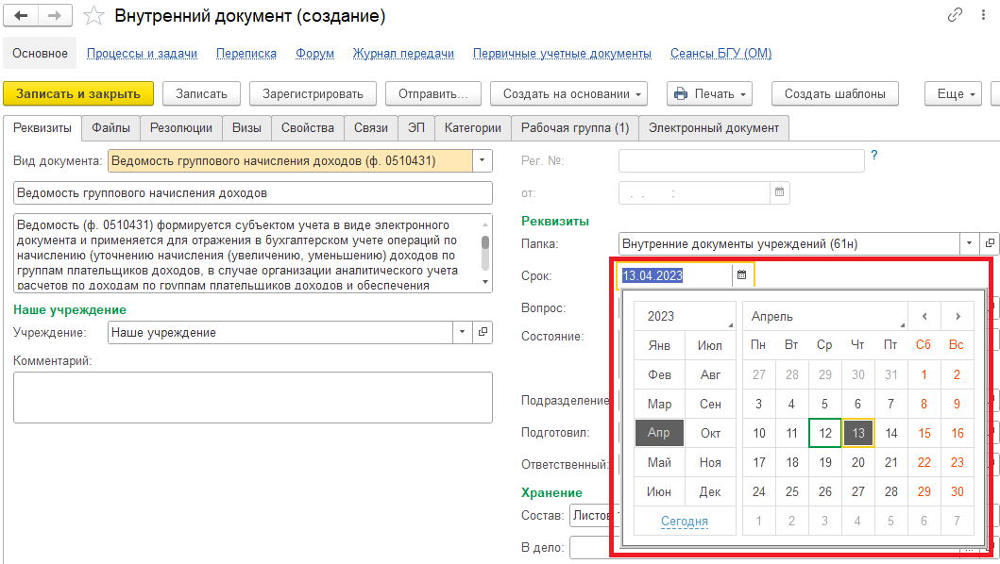 Внутренний документ (создание)
Основное Процессы и задачи Переписка Форум Журнал передачи Первичные учетные документы Сеансы БГУ (ОМ)
Записать и закрыть Записать Зарегистрировать Отправить... Создать на основании Печать Создать шаблоны Еще
Реквизиты Файлы Резолюции Визы Свойства Связи ЭП Категории Рабочая группа (1) Электронный документ
Вид документа: Ведомость группового начисления доходов (ф. 0510431)
Ведомость группового начисления доходов
Ведомость (ф. 0510431) формируется субъектом учета в виде электронного
документа и применяется для отражения в бухгалтерском учете операций по
начислению (уточнению начисления (увеличению, уменьшению) доходов по
группам плательщиков доходов, в случае организации аналитического учета
расчетов по доходам по группам плательщиков доходов и обеспечения
Наше учреждение
Учреждение: Наше учреждение
Комментарий:
Рег. №: ?
от: . . :
Реквизиты
Папка: Внутренние документы учреждений (61н)
Срок: 13.04.2023
Вопрос:
Состояние:
Подразделение
Подготовил:
Ответственный:
Хранение
Состав: Листов
В дело: ...
2023 Апрель
Янв Июл Пн Вт Ср Чт Пт Сб Вс
Фев Авг 27 28 29 30 31 1 2
Мар Сен 3 4 5 6 7 8 9
Апр Окт 10 11 12 13 14 15 16
Май Ноя 17 18 19 20 21 22 23
Июн Дек 24 25 26 27 28 29 30
Сегодня 1 2 3 4 5 6 7